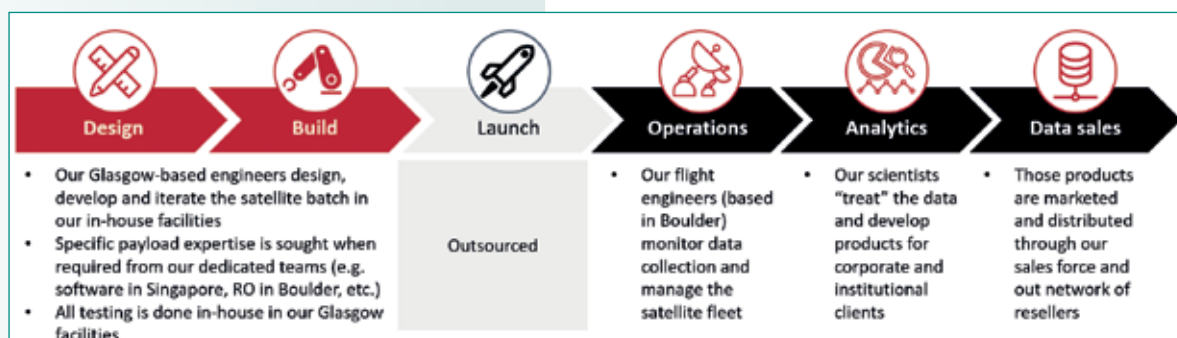 Design
Build
Launch
Operations
Analytics
Data sales
• Our Glasgow-based engineers design,
develop and iterate the satellite batch in
our in-house facilities
• Specific payload expertise is sought when
required from our dedicated teams (e.g.
software in Singapore, RO in Boulder, etc.)
• All testing is done in-house in our Glasgow
facilities
Outsourced
• Our flight
engineers (based
in Boulder)
monitor data
collection and
manage the
satellite fleet
• Our scientists
“treat” the data
and develop
products for
corporate and
institutional
clients
• Those products
are marketed
and distributed
through our
sales force and
out network of
resellers